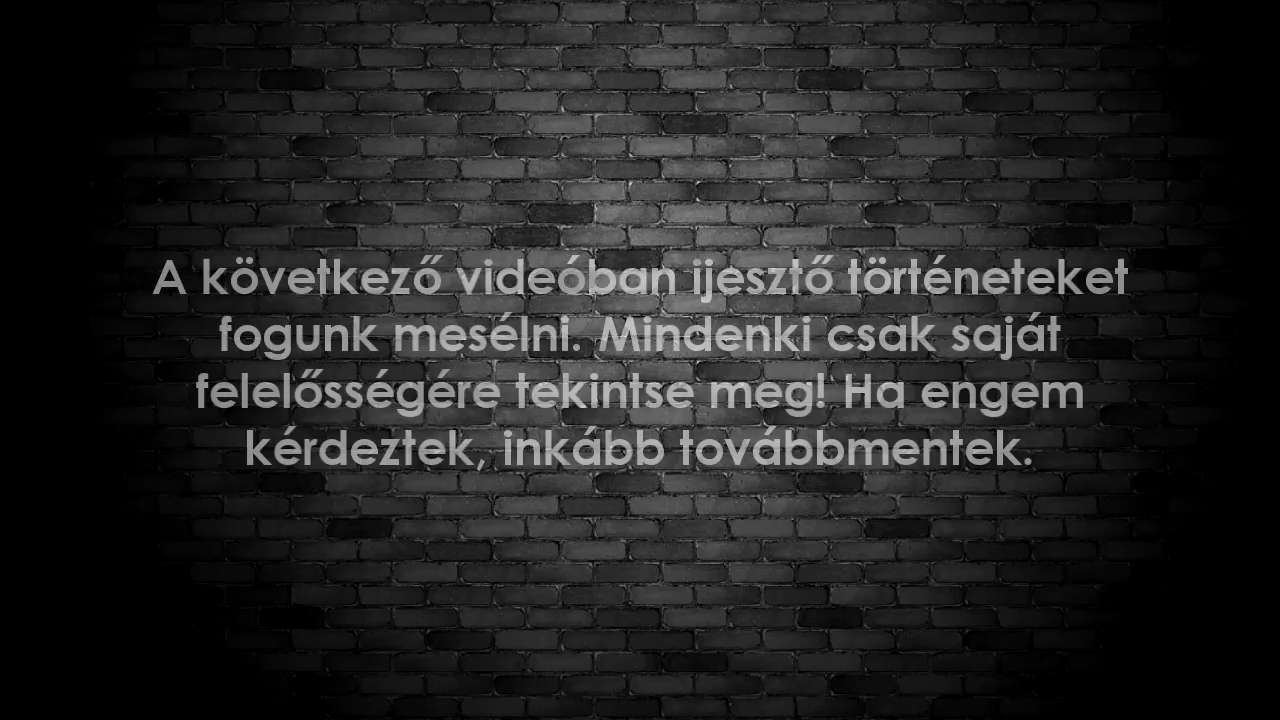 A következő videóban ijesztő történeteket
fogunk mesélni. Mindenki csak saját
felelősségére tekintse meg! Ha engem
kérdeztek, inkább továbbmentek.